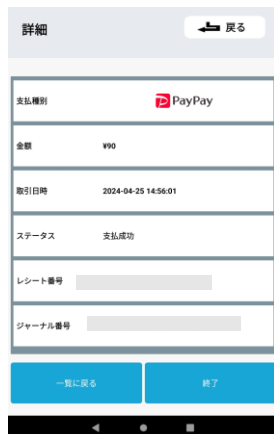 詳細
戻る
支払種別 PayPay
金額 ¥90
取引日時 2024-04-25 14:56:01
ステータス 支払成功
レシート番号
ジャーナル番号
一覧に戻る 終了